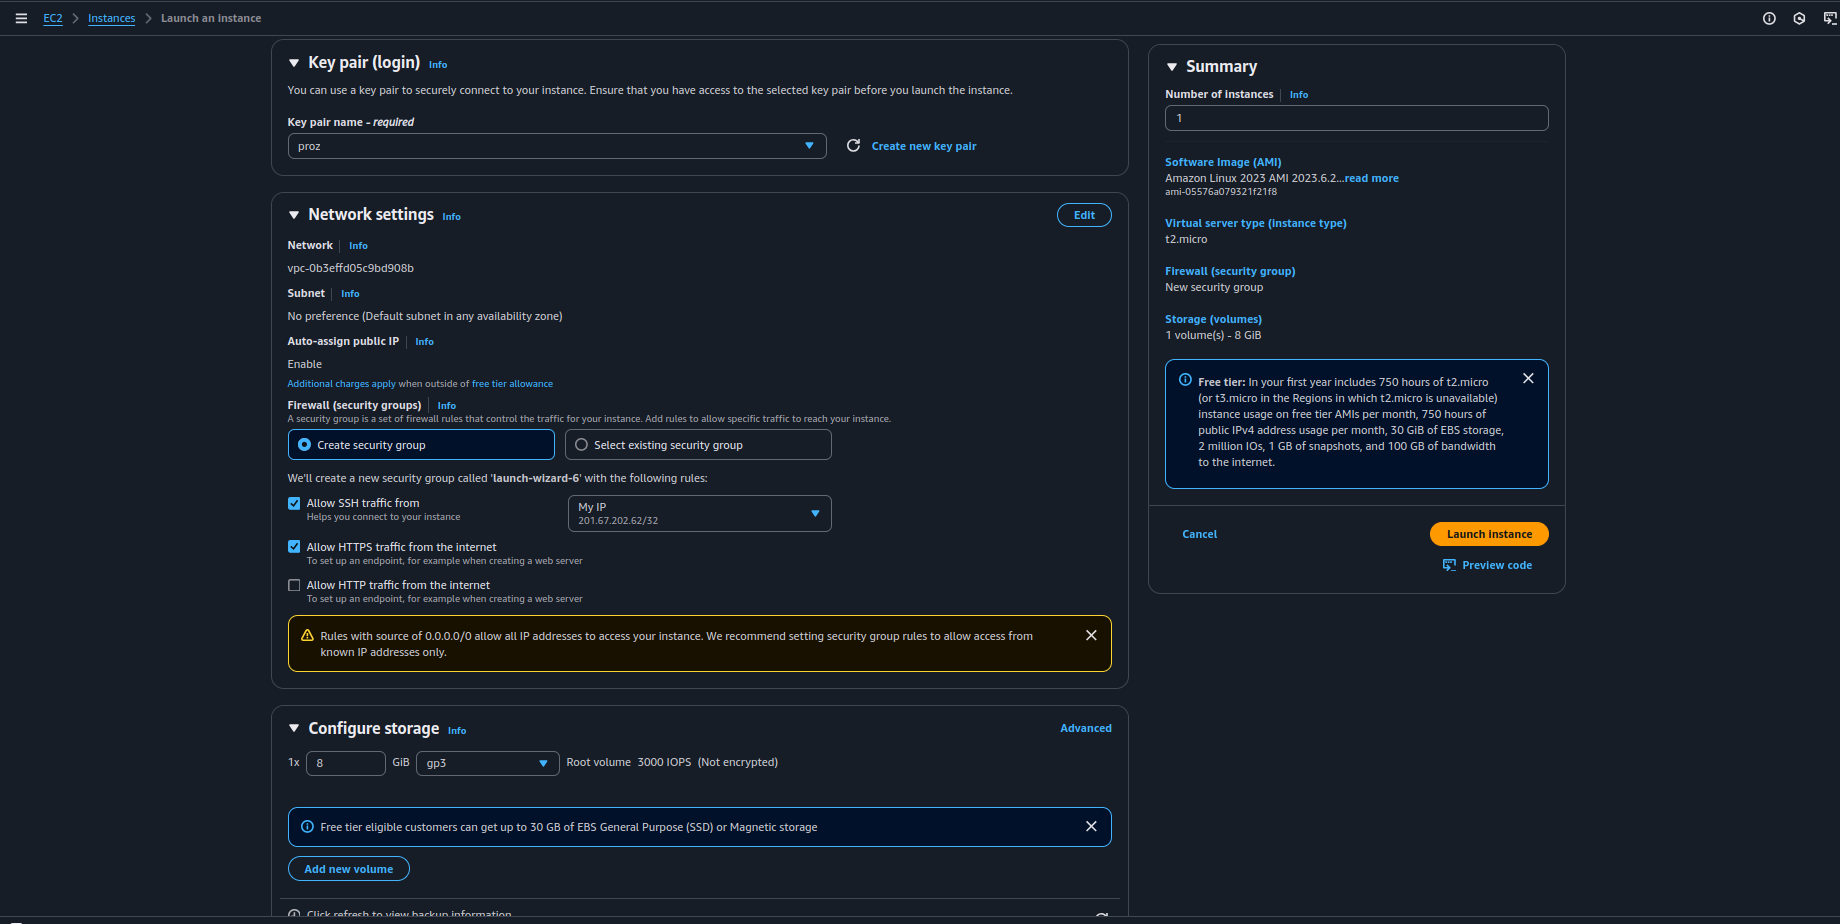 EC2 > Instances > Launch an instance
Key pair (login) Info
You can use a key pair to securely connect to your instance. Ensure that you have access to the selected key pair before you launch the instance.
Key pair name - required
proz
Create new key pair
Network settings Info
Edit
Network Info
vpc-0b3effd05c9bd908b
Subnet Info
No preference (Default subnet in any availability zone)
Auto-assign public IP Info
Enable
Additional charges apply when outside of free tier allowance
Firewall (security groups) Info
A security group is a set of firewall rules that control the traffic for your instance. Add rules to allow specific traffic to reach your instance.
Create security group
Select existing security group
We'll create a new security group called 'launch-wizard-6' with the following rules:
Allow SSH traffic from
Helps you connect to your instance
My IP
201.67.202.62/32
Allow HTTPS traffic from the internet
To set up an endpoint, for example when creating a web server
Allow HTTP traffic from the internet
To set up an endpoint, for example when creating a web server
Rules with source of 0.0.0.0/0 allow all IP addresses to access your instance. We recommend setting security group rules to allow access from
known IP addresses only.
Configure storage Info
Advanced
1x 8 GiB gp3 Root volume 3000 IOPS (Not encrypted)
Free tier eligible customers can get up to 30 GB of EBS General Purpose (SSD) or Magnetic storage
Add new volume
Click refresh to view backup information
Summary
Number of instances Info
1
Software Image (AMI)
Amazon Linux 2023 AMI 2023.6.2...read more
ami-05576a079321f21f8
Virtual server type (instance type)
t2.micro
Firewall (security group)
New security group
Storage (volumes)
1 volume(s) - 8 GiB
Free tier: In your first year includes 750 hours of t2.micro
(or t3.micro in the Regions in which t2.micro is unavailable)
instance usage on free tier AMIs per month, 750 hours of
public IPv4 address usage per month, 30 GiB of EBS storage,
2 million IOs, 1 GB of snapshots, and 100 GB of bandwidth
to the internet.
Cancel
Launch instance
Preview code